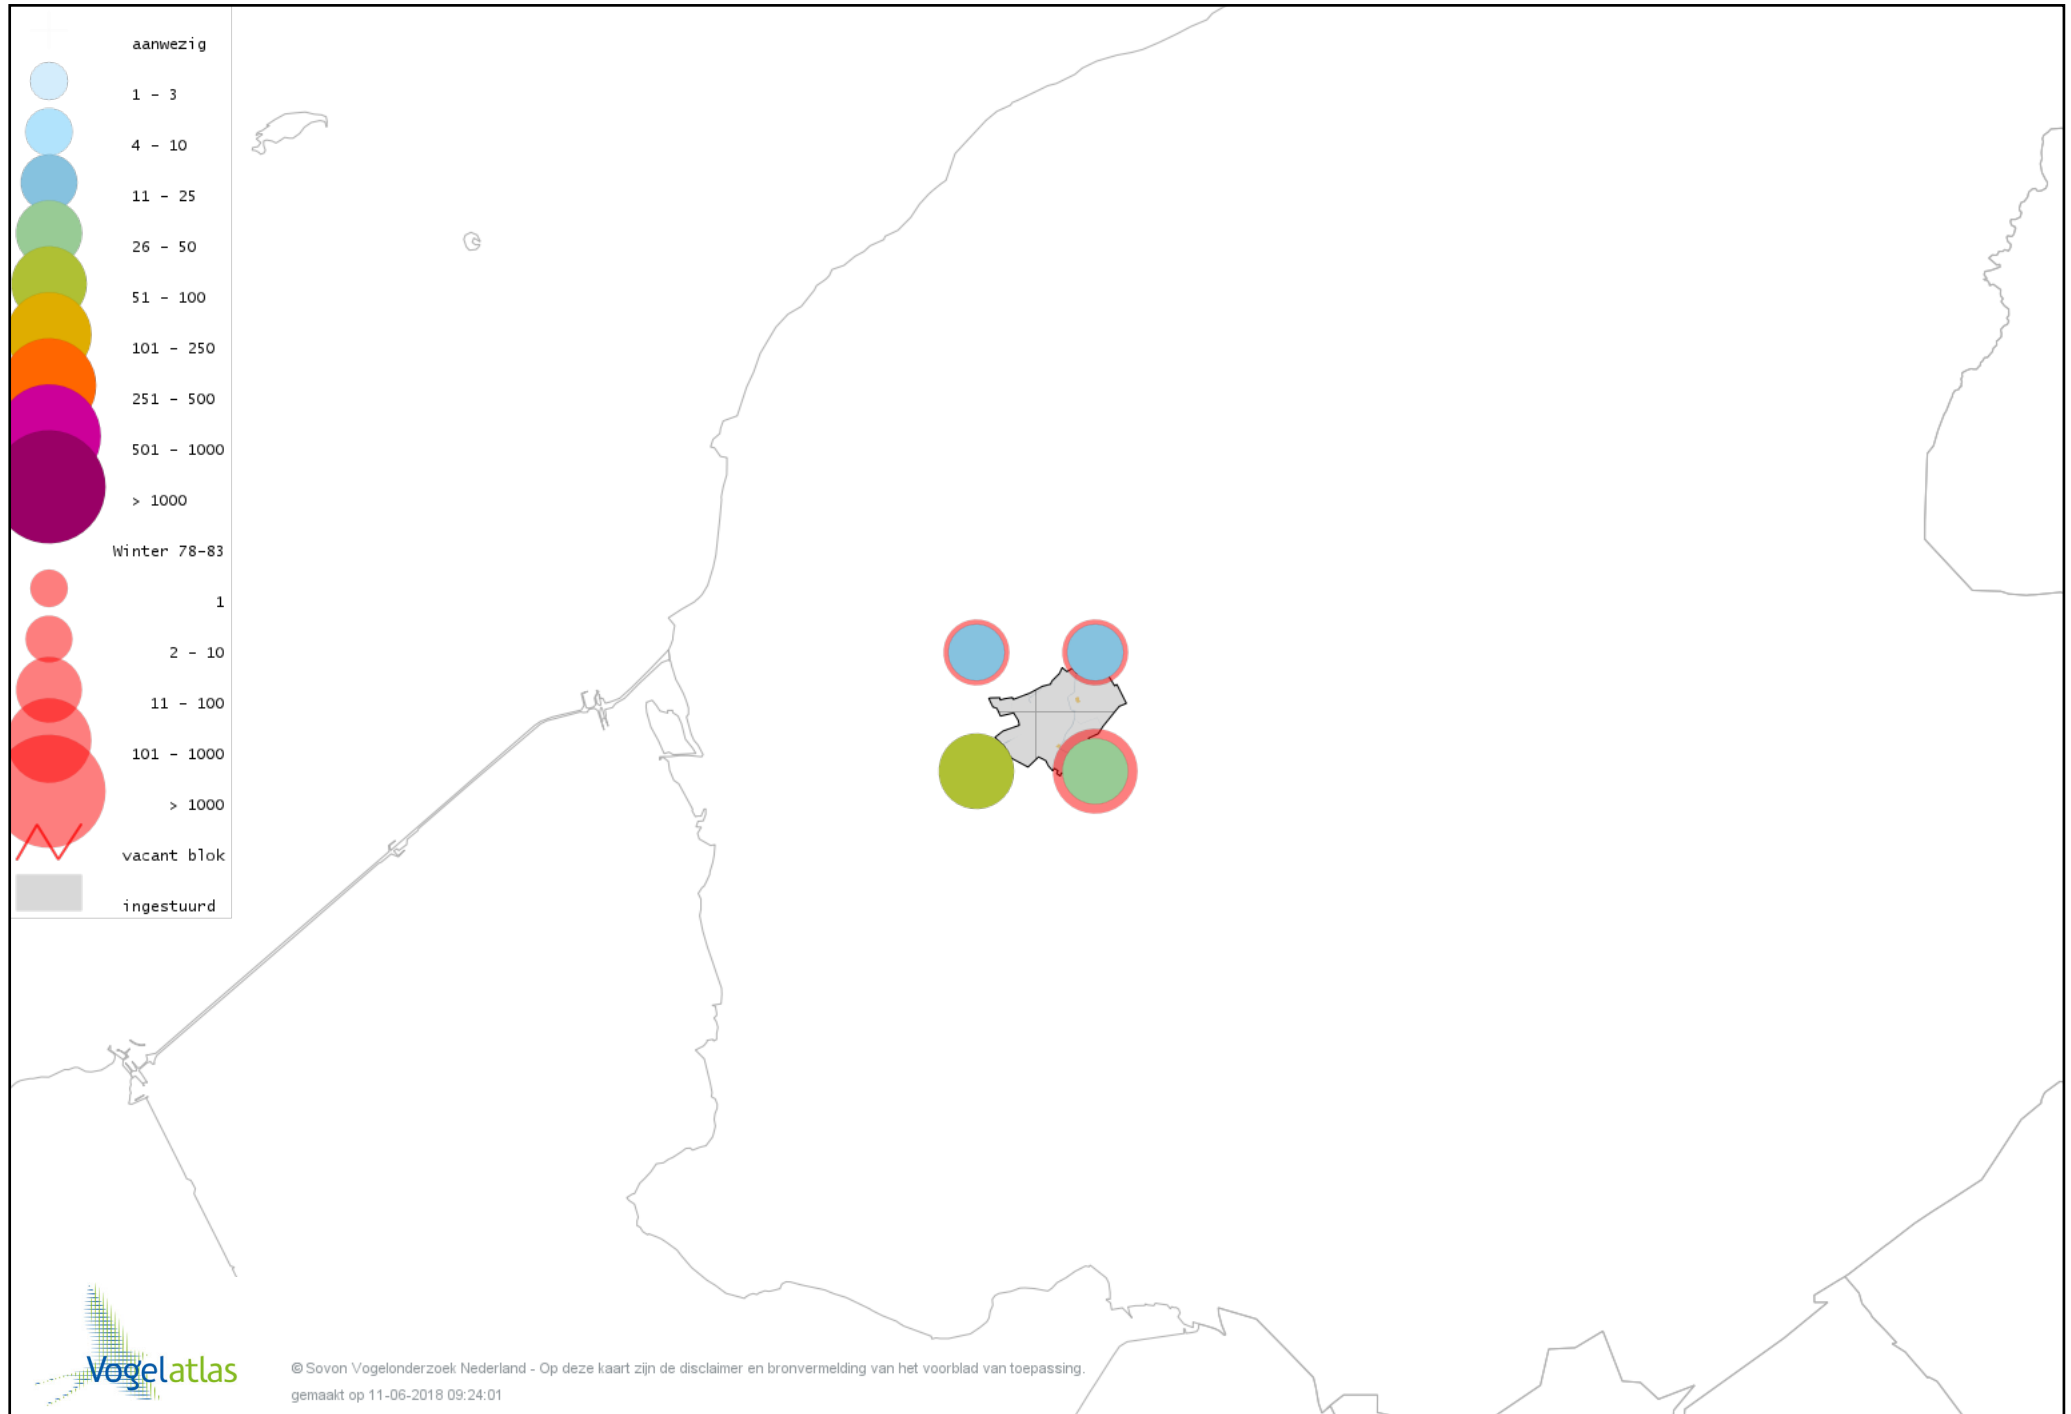 aanwezig
1 - 3
4 - 10
11 - 25
26 - 50
51 - 100
101 - 250
251 - 500
501 - 1000
> 1000
Winter 78-83
1
2 - 10
11 - 100
101 - 1000
> 1000
vacant blok
ingestuurd
Vogelatlas
© Sovon Vogelonderzoek Nederland - Op deze kaart zijn de disclaimer en bronvermelding van het voorblad van toepassing.
gemaakt op 11-06-2018 09:24:01